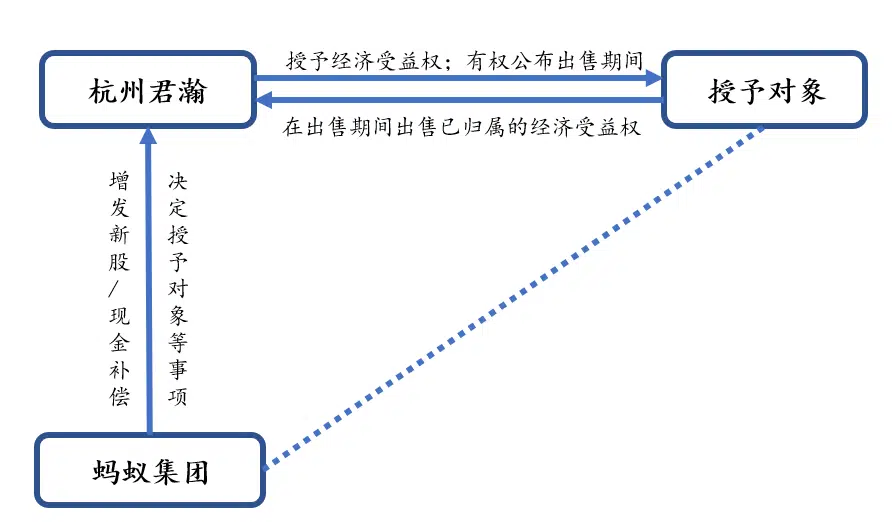 授予经济受益权；有权公布出售期间
杭州君瀚
授予对象
在出售期间出售已归属的经济受益权
增发新股/现金补偿
决定授予对象等事项
蚂蚁集团